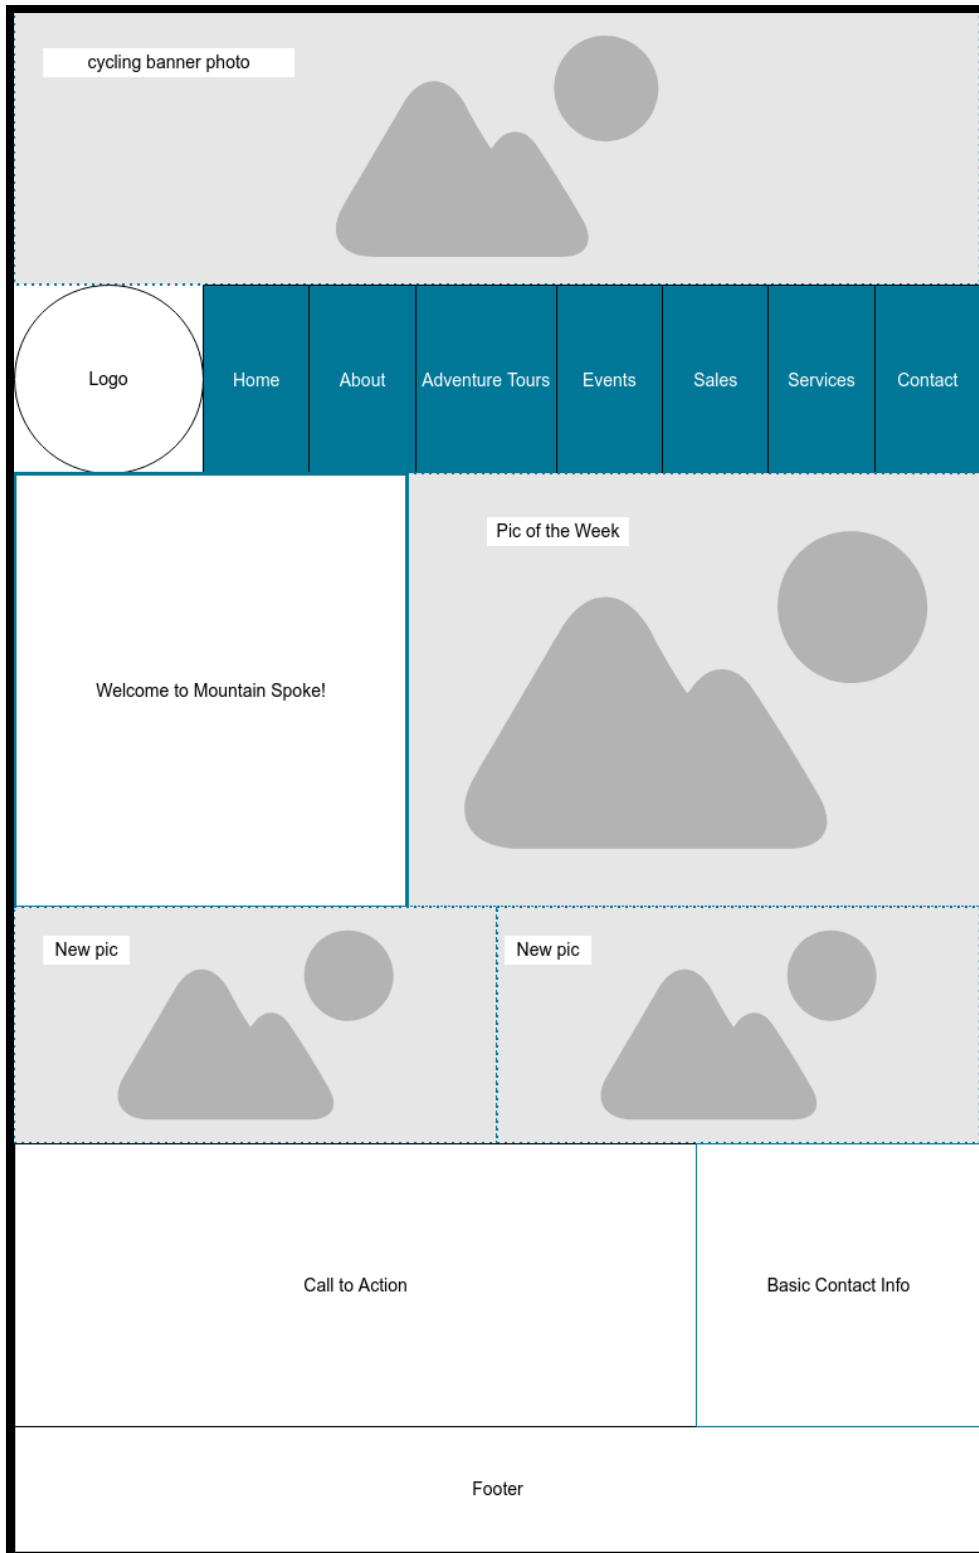 cycling banner photo
Logo
Home
About
Adventure Tours
Events
Sales
Services
Contact
Welcome to Mountain Spoke!
Pic of the Week
New pic
New pic
Call to Action
Basic Contact Info
Footer